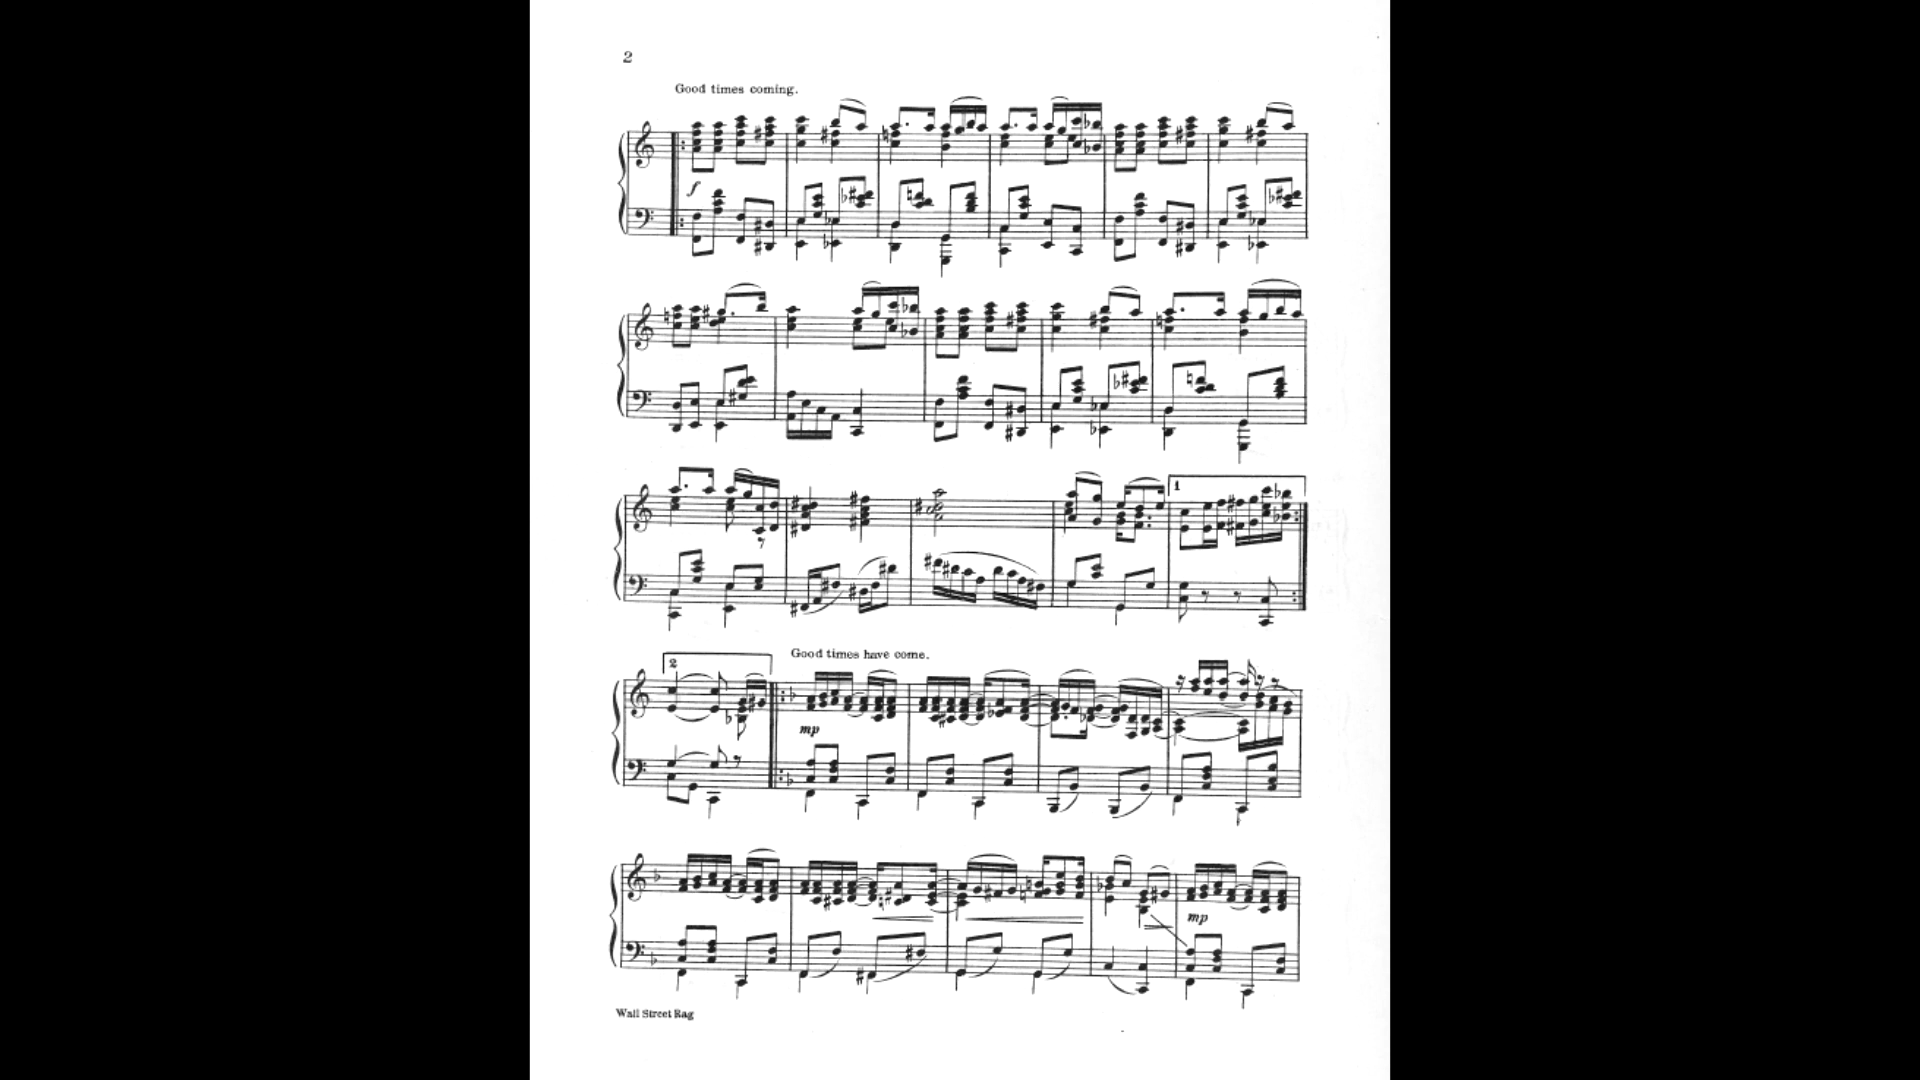 2
Good times coming.
f
1
2
Good times have come.
mp
mp
Wall Street Rag